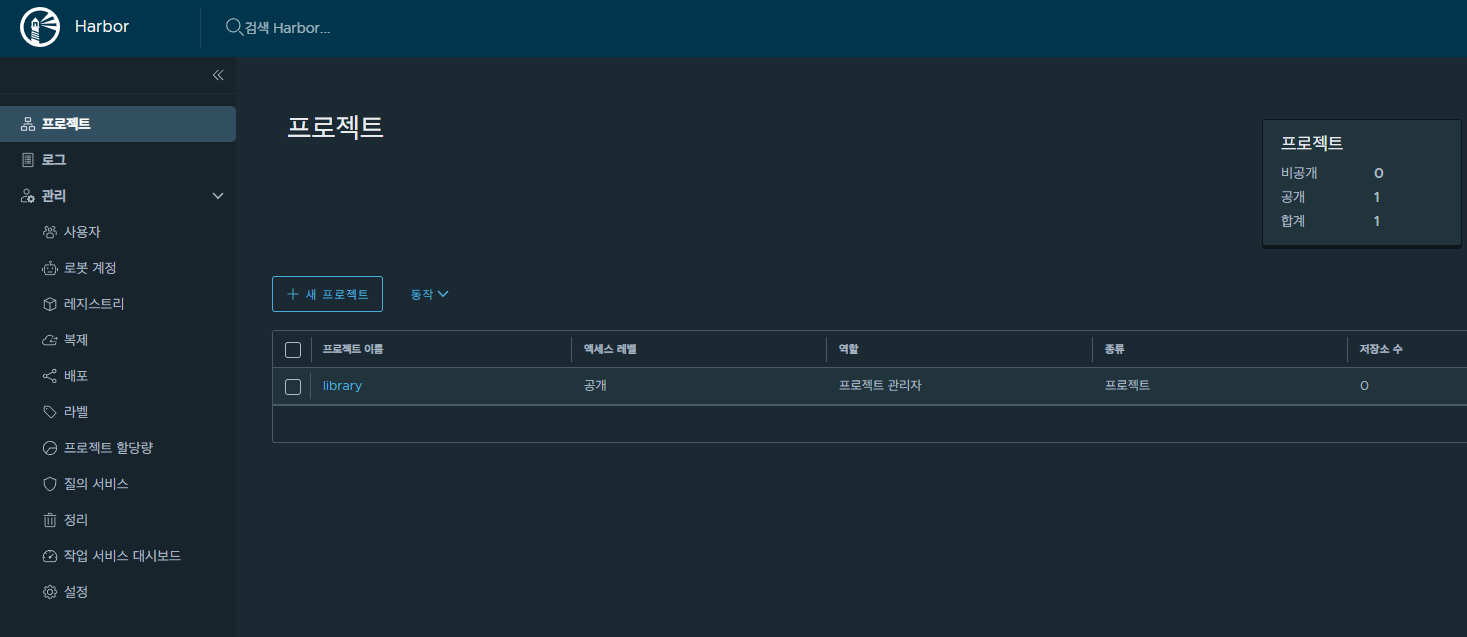 Harbor
검색 Harbor...
프로젝트
로그
관리
사용자
로봇 계정
레지스트리
복제
배포
라벨
프로젝트 할당량
질의 서비스
정리
작업 서비스 대시보드
설정
프로젝트
프로젝트
비공개 0
공개 1
합계 1
새 프로젝트 동작
프로젝트 이름 액세스 레벨 역할 종류 저장소 수
library 공개 프로젝트 관리자 프로젝트 0